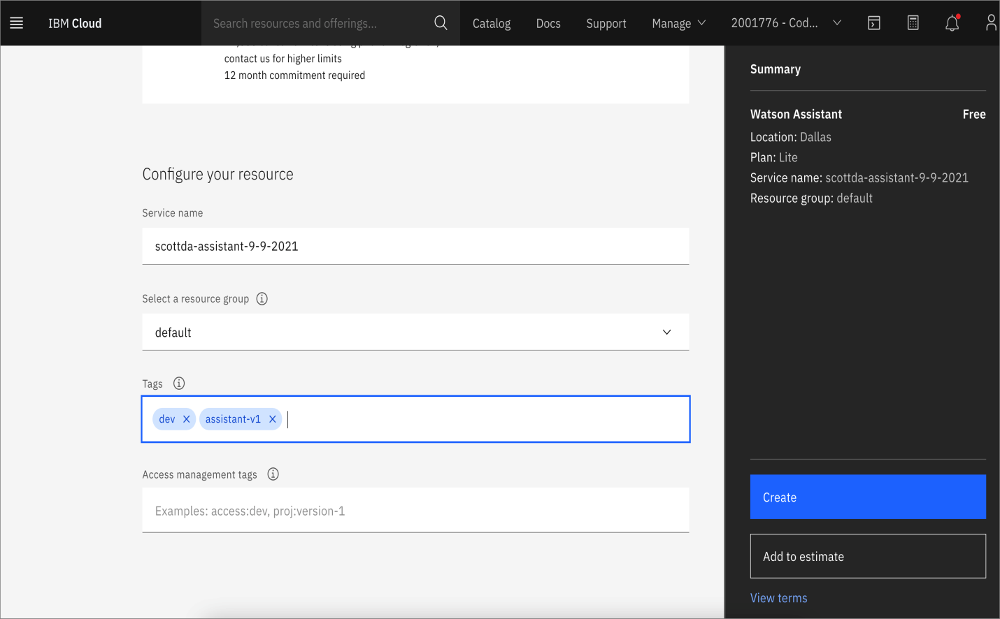 IBM Cloud
Search resources and offerings...
Catalog
Docs
Support
Manage
2001776 - Cod...
contact us for higher limits
12 month commitment required
Configure your resource
Service name
scottda-assistant-9-9-2021
Select a resource group
default
Tags
dev
assistant-v1
Access management tags
Examples: access:dev, proj:version-1
Summary
Watson Assistant Free
Location: Dallas
Plan: Lite
Service name: scottda-assistant-9-9-2021
Resource group: default
Create
Add to estimate
View terms